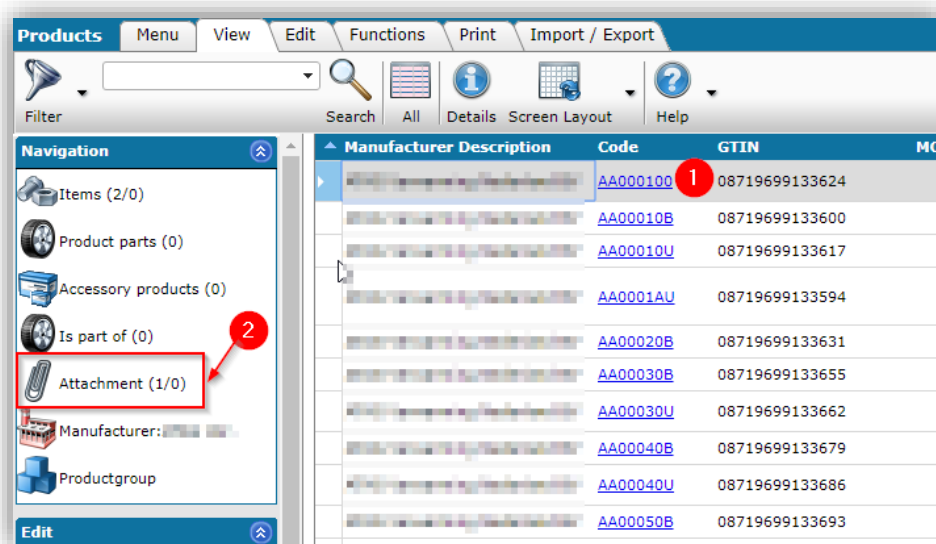 Products Menu View Edit Functions Print Import / Export
Filter Search All Details Screen Layout Help
Navigation
Items (2/0)
Product parts (0)
Accessory products (0)
Is part of (0)
2
Attachment (1/0)
Manufacturer:
Productgroup
Edit
Manufacturer Description Code GTIN
AA000100 1 08719699133624
AA00010B 08719699133600
AA00010U 08719699133617
AA0001AU 08719699133594
AA00020B 08719699133631
AA00030B 08719699133655
AA00030U 08719699133662
AA00040B 08719699133679
AA00040U 08719699133686
AA00050B 08719699133693